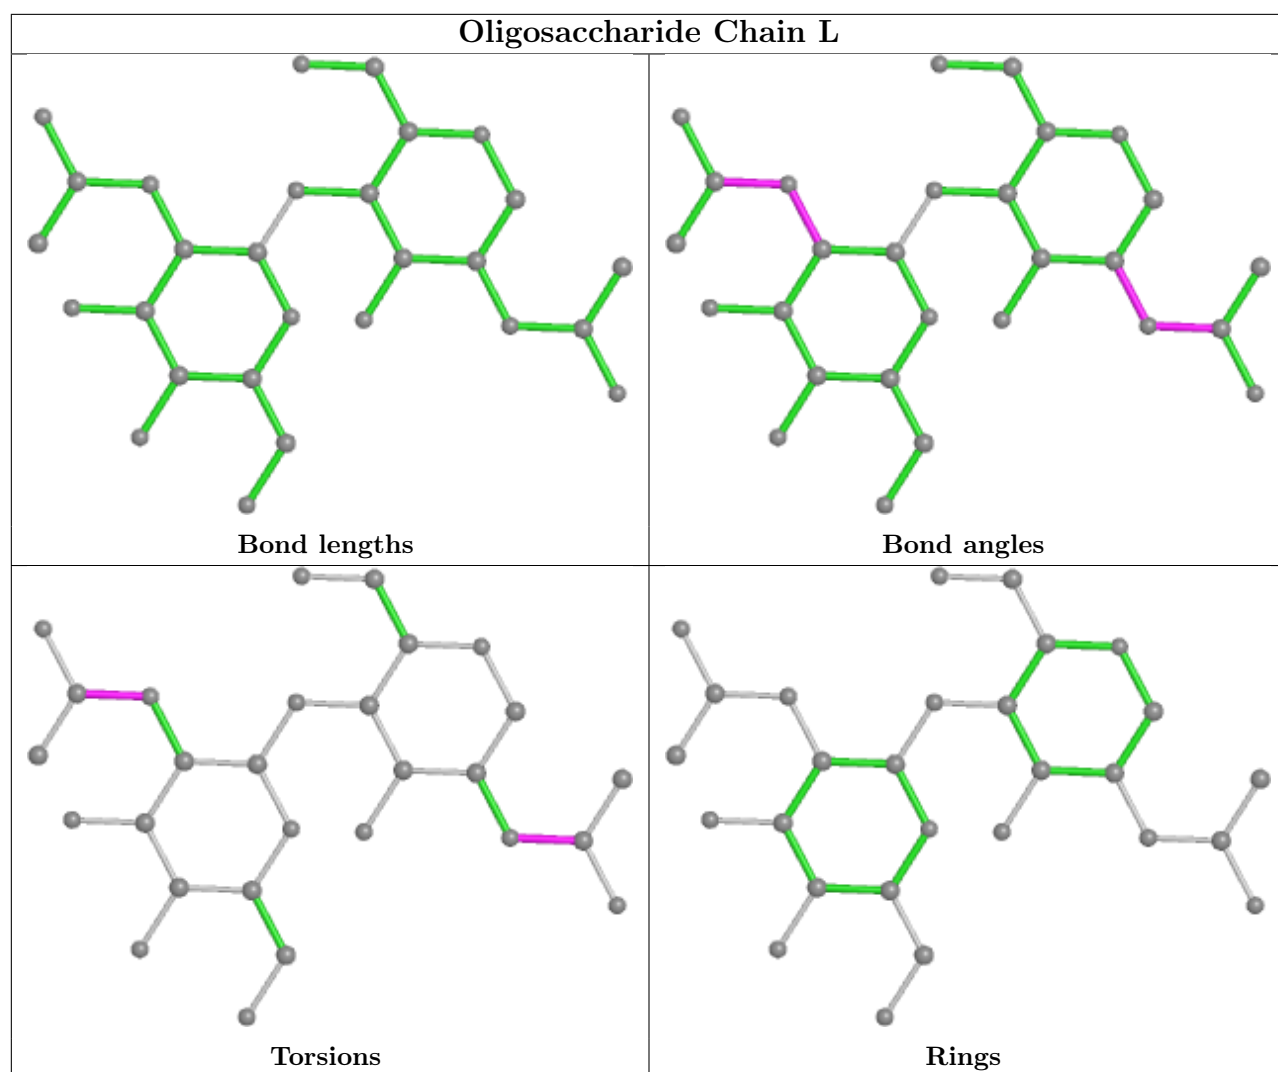 Oligosaccharide Chain L
Bond lengths
Bond angles
Torsions
Rings